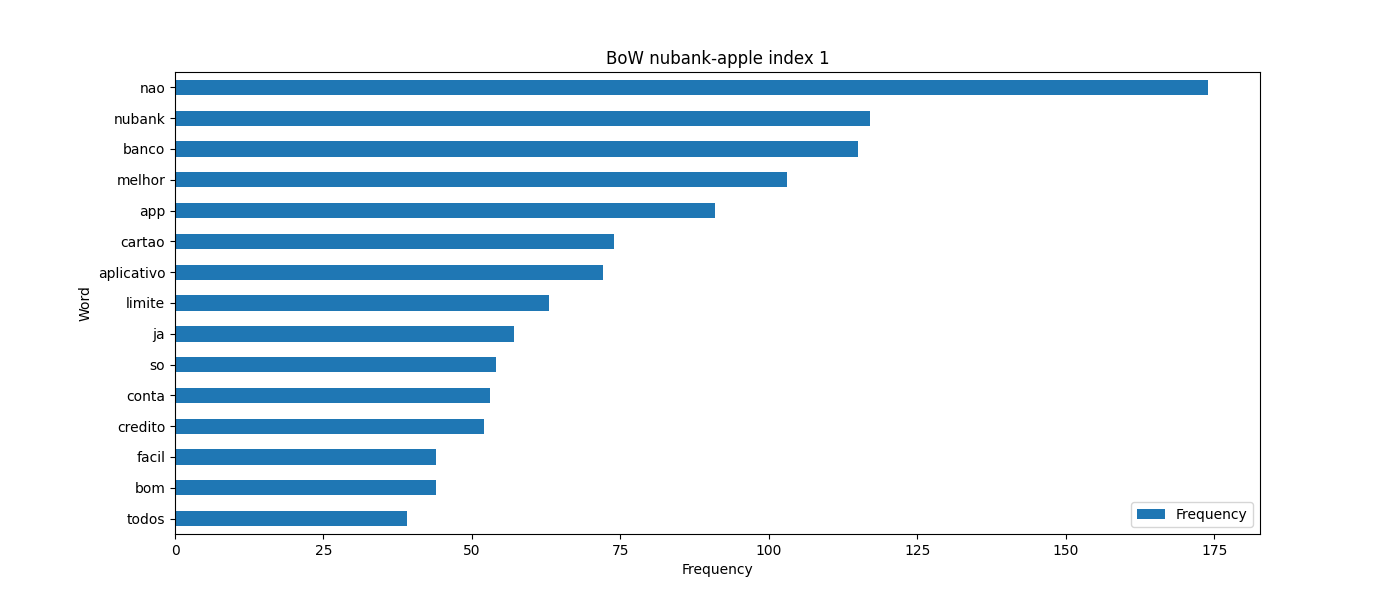 BoW nubank-apple index 1
nao
nubank
banco
melhor
app
cartao
aplicativo
limite
ja
so
conta
credito
facil
bom
todos
Word
0 25 50 75 100 125 150 175
Frequency
Frequency